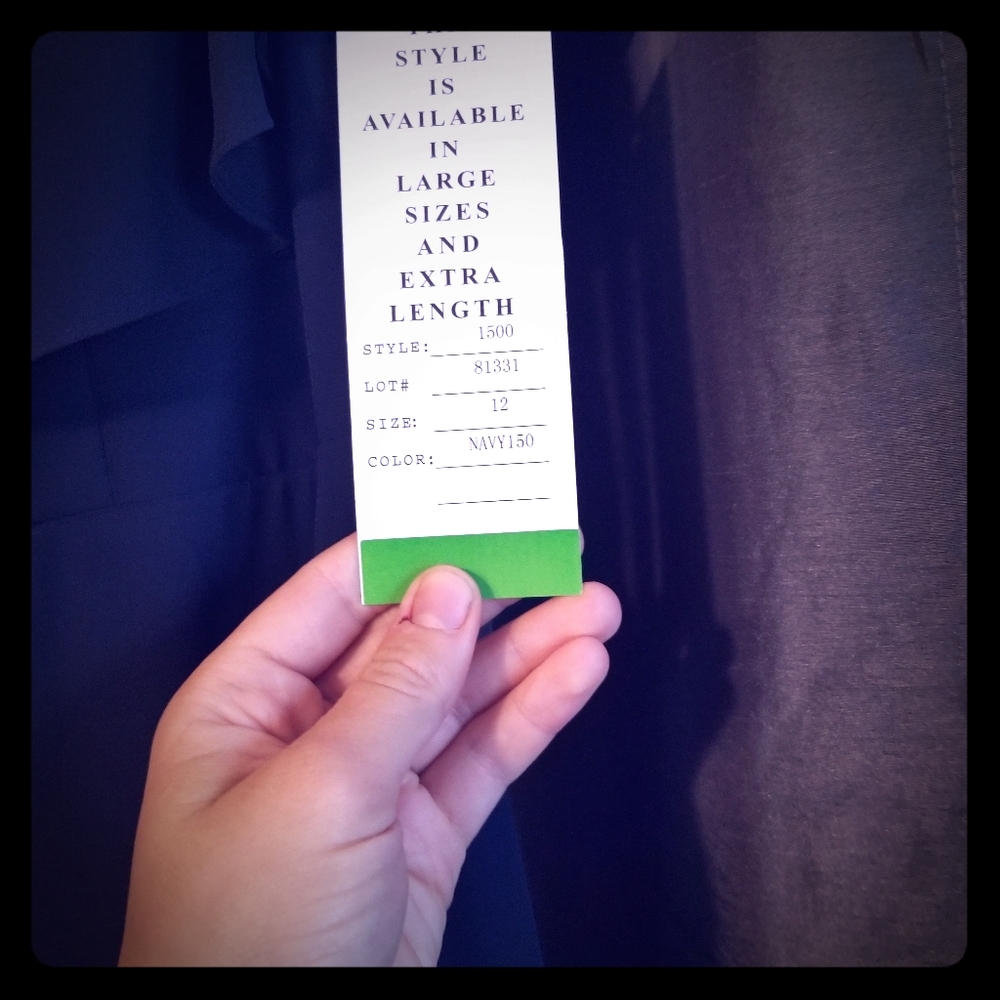 STYLE
IS
AVAILABLE
IN
LARGE
SIZES
AND
EXTRA
LENGTH
STYLE: 1500
LOT# 81331
SIZE: 12
COLOR: NAVY150